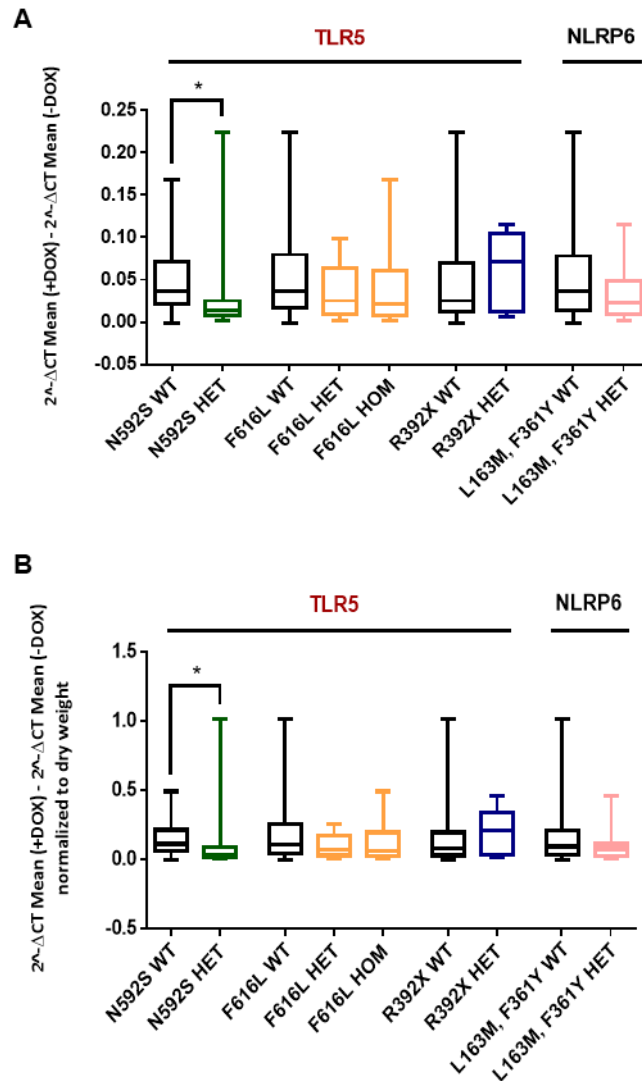 A
TLR5
NLRP6
2^-ΔCT Mean (+DOX) - 2^-ΔCT Mean (-DOX)
0.25
0.20
0.15
0.10
0.05
0.00
-0.05
*
N592S WT
N592S HET
F616L WT
F616L HET
F616L HOM
R392X WT
R392X HET
L163M, F361Y WT
L163M, F361Y HET
B
TLR5
NLRP6
2^-ΔCT Mean (+DOX) - 2^-ΔCT Mean (-DOX)
normalized to dry weight
1.5
1.0
0.5
0.0
-0.5
*
N592S WT
N592S HET
F616L WT
F616L HET
F616L HOM
R392X WT
R392X HET
L163M, F361Y WT
L163M, F361Y HET